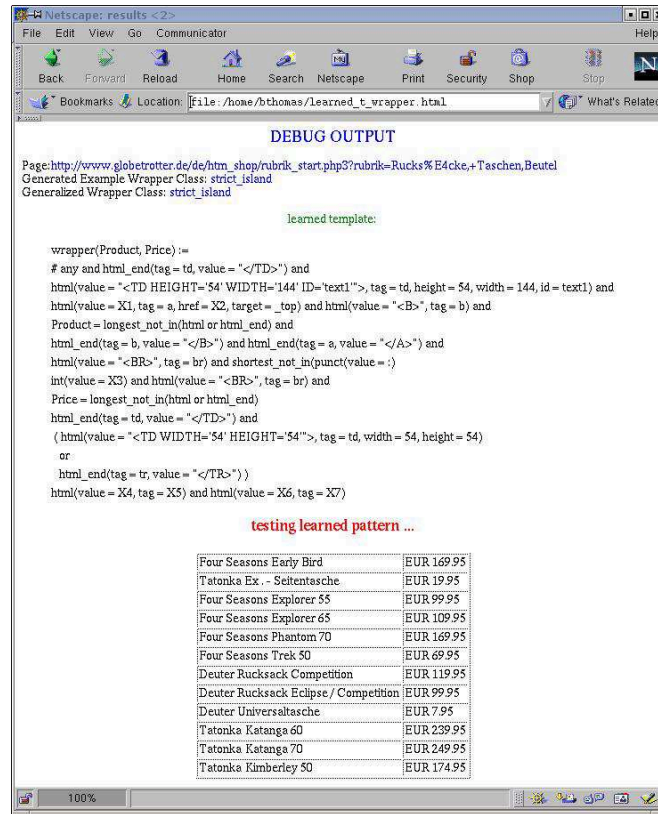 Netscape: results <2>
File Edit View Go Communicator Help
Back Forward Reload Home Search Netscape Print Security Shop Stop N
Bookmarks Location: file:/home/bthomas/learned_t_wrapper.html What's Related
DEBUG OUTPUT
Page:http://www.globetrotter.de/de/htm_shop/rubrik_start.php3?rubrik=Rucks%E4cke,+Taschen,Beutel
Generated Example Wrapper Class: strict_island
Generalized Wrapper Class: strict_island
learned template:
wrapper(Product, Price) :=
# any and html_end(tag = td, value = "</TD>") and
html(value = "<TD HEIGHT='54' WIDTH='144' ID='text1'">, tag = td, height = 54, width = 144, id = text1) and
html(value = X1, tag = a, href = X2, target = _top) and html(value = "<B>", tag = b) and
Product = longest_not_in(html or html_end) and
html_end(tag = b, value = "</B>") and html_end(tag = a, value = "</A>") and
html(value = "<BR>", tag = br) and shortest_not_in(punct(value = :)
int(value = X3) and html(value = "<BR>", tag = br) and
Price = longest_not_in(html or html_end)
html_end(tag = td, value = "</TD>") and
( html(value = "<TD WIDTH='54' HEIGHT='54'">, tag = td, width = 54, height = 54)
or
html_end(tag = tr, value = "</TR>") )
html(value = X4, tag = X5) and html(value = X6, tag = X7)
testing learned pattern ...
Four Seasons Early Bird EUR 169.95
Tatonka Ex . - Seitentasche EUR 19.95
Four Seasons Explorer 55 EUR 99.95
Four Seasons Explorer 65 EUR 109.95
Four Seasons Phantom 70 EUR 169.95
Four Seasons Trek 50 EUR 69.95
Deuter Rucksack Competition EUR 119.95
Deuter Rucksack Eclipse / Competition EUR 99.95
Deuter Universaltasche EUR 7.95
Tatonka Katanga 60 EUR 239.95
Tatonka Katanga 70 EUR 249.95
Tatonka Kimberley 50 EUR 174.95
100%